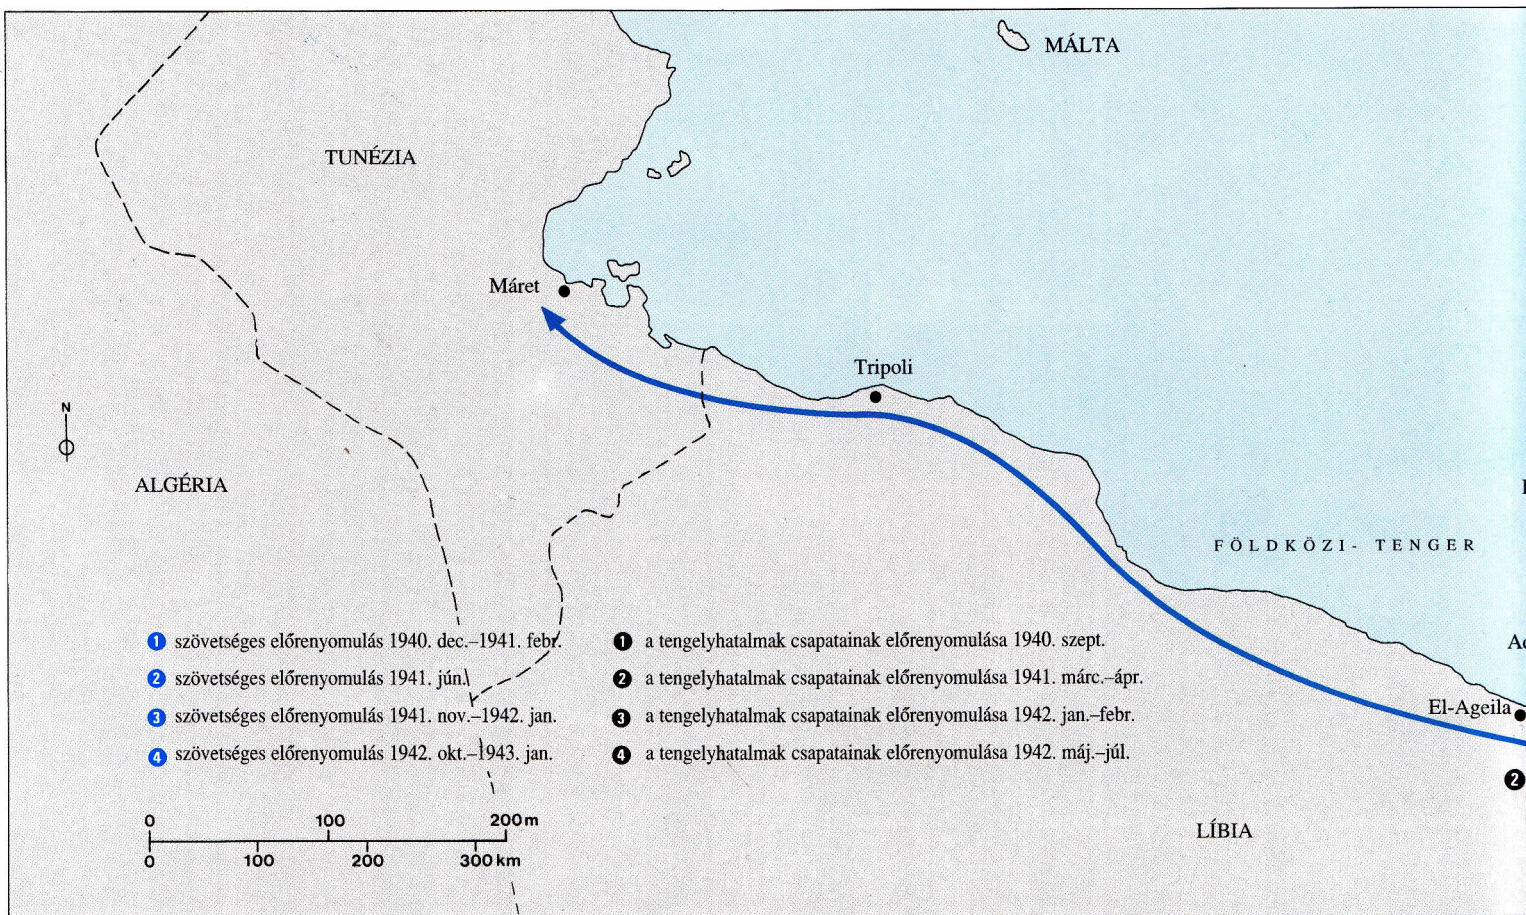 MÁLTA
TUNÉZIA
Máret
Tripoli
N
ALGÉRIA
FÖLDKÖZI- TENGER
1 szövetséges előrenyomulás 1940. dec.–1941. febr.
2 szövetséges előrenyomulás 1941. jún.
3 szövetséges előrenyomulás 1941. nov.–1942. jan.
4 szövetséges előrenyomulás 1942. okt.–1943. jan.
1 a tengelyhatalmak csapatainak előrenyomulása 1940. szept.
2 a tengelyhatalmak csapatainak előrenyomulása 1941. márc.–ápr.
3 a tengelyhatalmak csapatainak előrenyomulása 1942. jan.–febr.
4 a tengelyhatalmak csapatainak előrenyomulása 1942. máj.–júl.
El-Ageila
2
LÍBIA
0 100 200 m
0 100 200 300 km